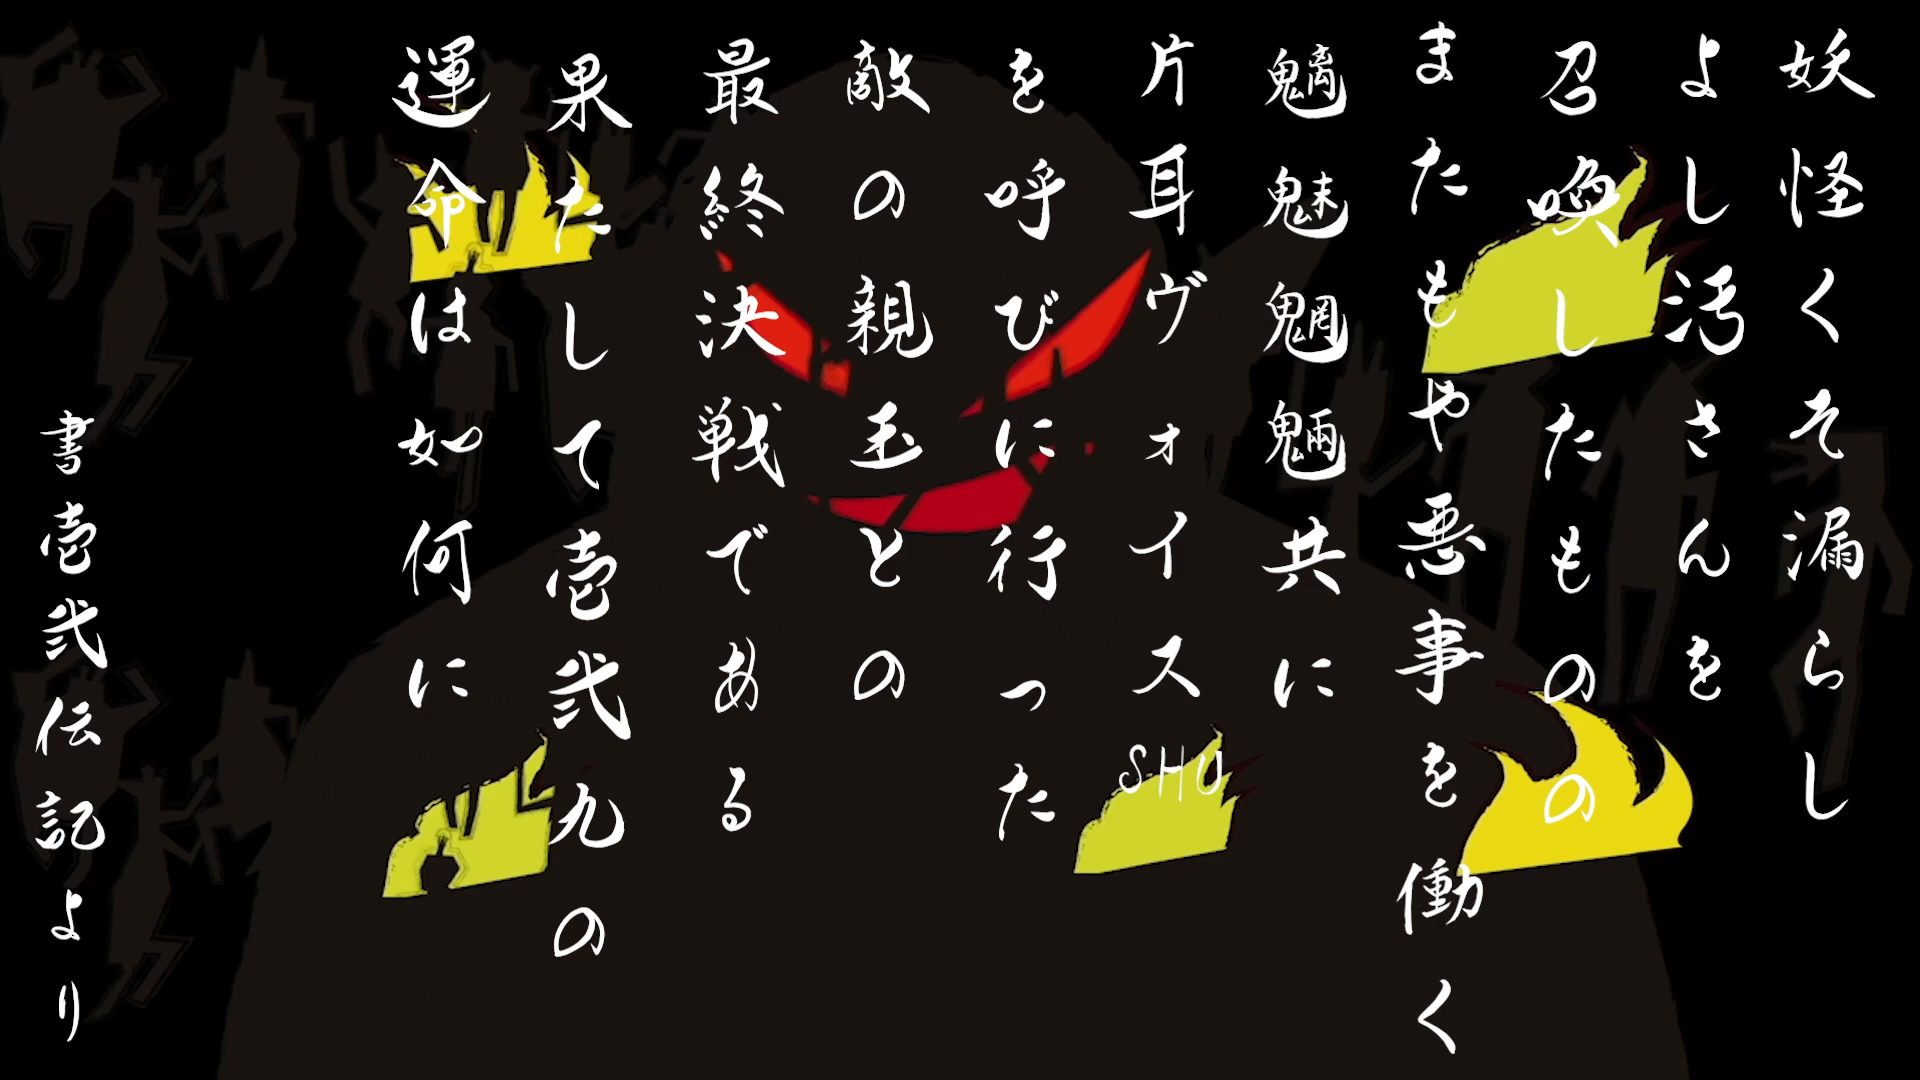 妖怪くそ漏らし
よし汚さんを
召喚したものの
またもや悪事を働く
魑魅魍魎共に
片耳ヴォイスSHU
を呼びに行った
敵の親玉との
最終決戦である
果たして壱弐九の
運命は如何に
書壱弐伝記より